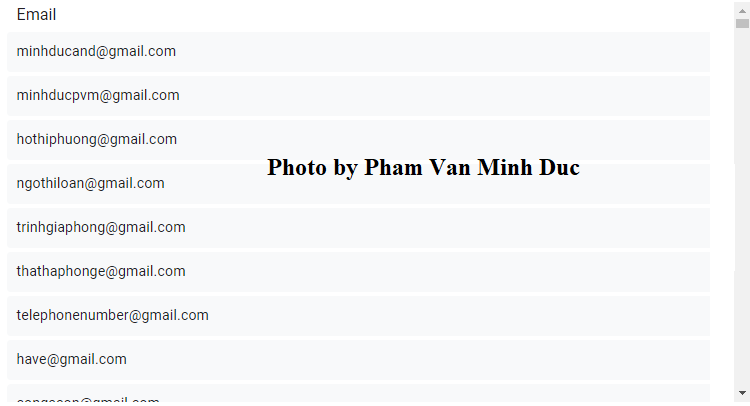 Email
minhducand@gmail.com
minhducpvm@gmail.com
hothiphuong@gmail.com
Photo by Pham Van Minh Duc
ngothiloan@gmail.com
trinhgiaphong@gmail.com
thathaphonge@gmail.com
telephonenumber@gmail.com
have@gmail.com